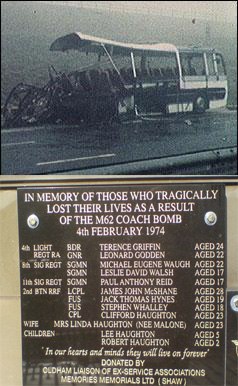 IN MEMORY OF THOSE WHO TRAGICALLY
LOST THEIR LIVES AS A RESULT
OF THE M62 COACH BOMB
4th FEBRUARY 1974
4th LIGHT BDR TERENCE GRIFFIN AGED 24
REGT RA GNR LEONARD GODDEN AGED 22
8th SIG REGT SGMN MICHAEL EUGENE WAUGH AGED 22
SGMN LESLIE DAVID WALSH AGED 17
11th SIG REGT SGMN PAUL ANTHONY REID AGED 17
2nd BTN RRF LCPL JAMES JOHN McSHANE AGED 28
FUS JACK THOMAS HYNES AGED 19
FUS STEPHEN WHALLEY AGED 18
CPL CLIFFORD HAUGHTON AGED 23
WIFE MRS LINDA HAUGHTON (NEE MALONE) AGED 23
CHILDREN LEE HAUGHTON AGED 5
ROBERT HAUGHTON AGED 2
'In our hearts and minds they will live on forever'
DONATED BY
OLDHAM LIAISON OF EX-SERVICE ASSOCIATIONS
MEMORIES MEMORIALS LTD ( SHAW )